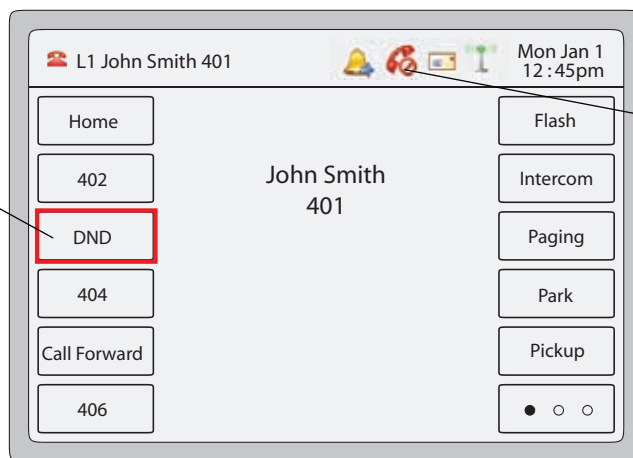 L1 John Smith 401
Mon Jan 1
12:45pm
Home
402
DND
404
Call Forward
406
John Smith
401
Flash
Intercom
Paging
Park
Pickup